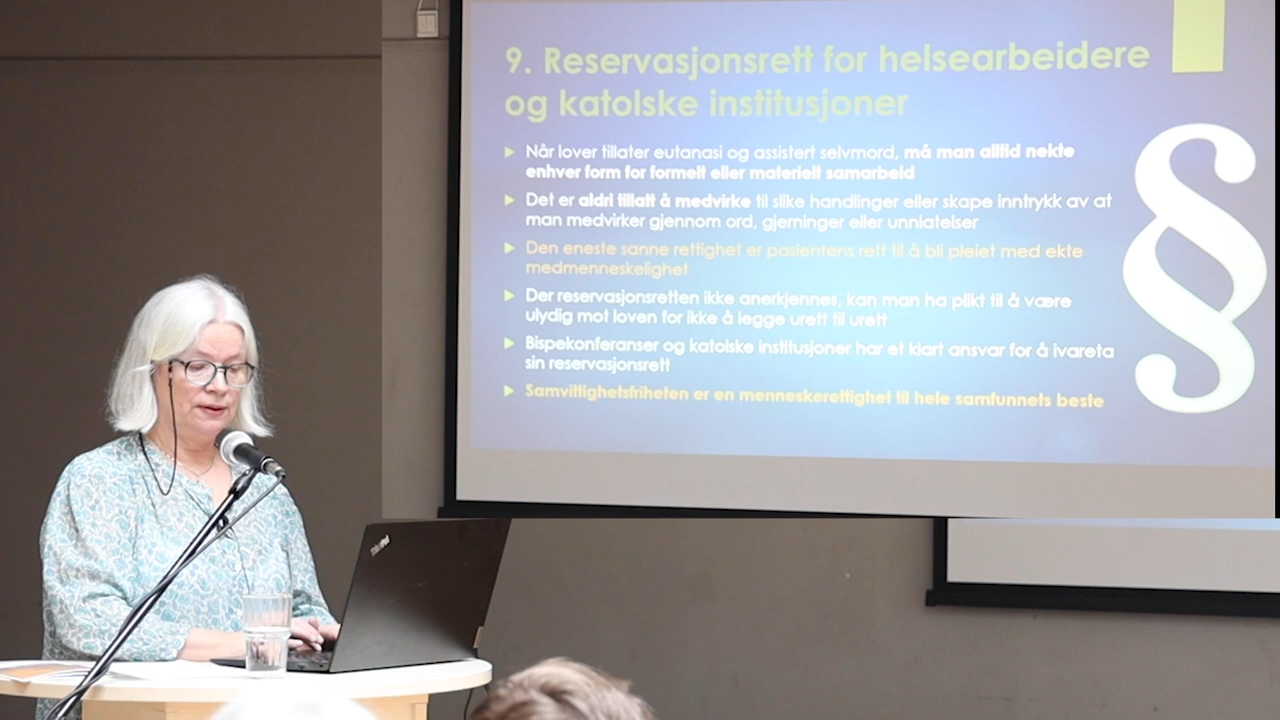 9. Reservasjonsrett for helsearbeidere
og katolske institusjoner
Når lover tillater eutanasi og assistert selvmord, må man alltid nekte
enhver form for formelt eller materielt samarbeid
Det er aldri tillatt å medvirke til slike handlinger eller skape inntrykk av at
man medvirker gjennom ord, gjerninger eller unnlatelser
Den eneste sanne rettighet er pasientens rett til å bli pleiet med ekte
medmenneskelighet
Der reservasjonsretten ikke anerkjennes, kan man ha plikt til å være
ulydig mot loven for ikke å legge urett til urett
Bispekonferanser og katolske institusjoner har et klart ansvar for å ivareta
sin reservasjonsrett
Samvittighetsfriheten er en menneskerettighet til hele samfunnets beste
§
ThinkPad